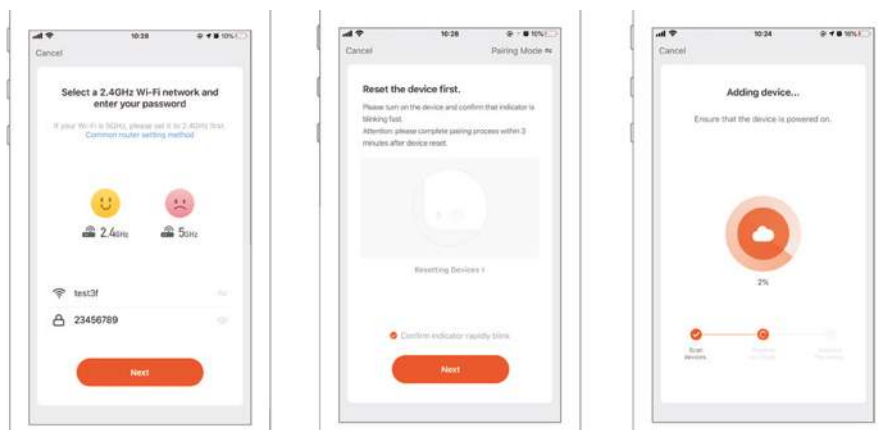 10:28
10%
Cancel
Select a 2.4GHz Wi-Fi network and
enter your password
If your Wi-Fi is 5GHz, please set it to 2.4GHz first.
Common router setting method
2.4GHz
5GHz
test3f
23456789
Next
10:28
10%
Cancel
Pairing Mode
Reset the device first.
Please turn on the device and confirm that indicator is
blinking fast.
Attention: please complete pairing process within 3
minutes after device reset.
Resetting Devices >
Confirm indicator rapidly blink
Next
10:24
10%
Cancel
Adding device...
Ensure that the device is powered on.
2%
Scan
devices.